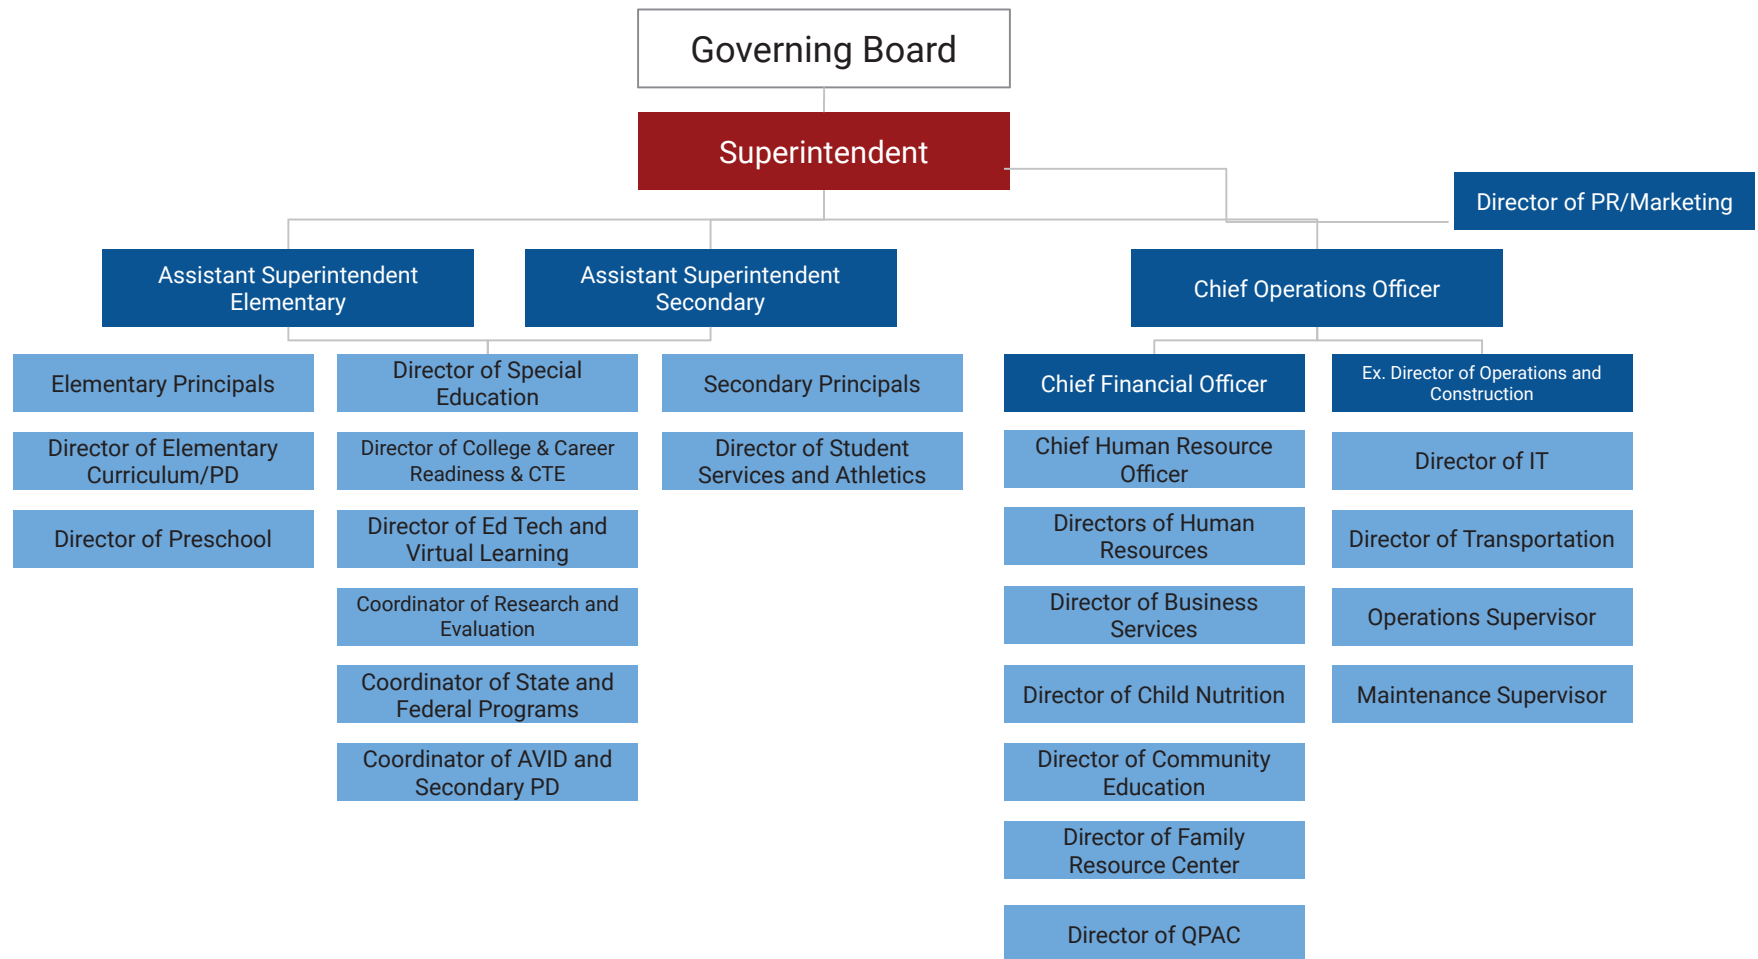 Governing Board
Superintendent
Director of PR/Marketing
Assistant Superintendent
Elementary
Assistant Superintendent
Secondary
Chief Operations Officer
Elementary Principals
Director of Elementary
Curriculum/PD
Director of Preschool
Director of Special
Education
Director of College & Career
Readiness & CTE
Director of Ed Tech and
Virtual Learning
Coordinator of Research and
Evaluation
Coordinator of State and
Federal Programs
Coordinator of AVID and
Secondary PD
Secondary Principals
Director of Student
Services and Athletics
Chief Financial Officer
Chief Human Resource
Officer
Directors of Human
Resources
Director of Business
Services
Director of Child Nutrition
Director of Community
Education
Director of Family
Resource Center
Director of QPAC
Ex. Director of Operations and
Construction
Director of IT
Director of Transportation
Operations Supervisor
Maintenance Supervisor